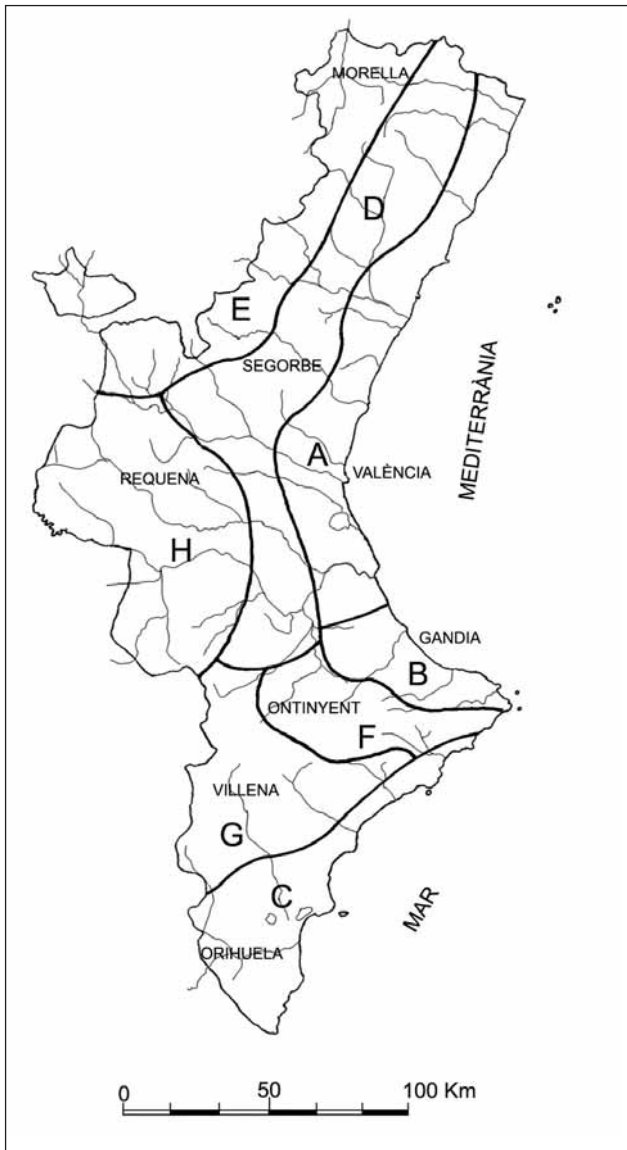 MORELLA
D
E
SEGORBE
MEDITERRÀNIA
A
VALÈNCIA
REQUENA
H
GANDIA
B
ONTINYENT
F
VILLENA
G
C
MAR
ORIHUELA
0 50 100 Km